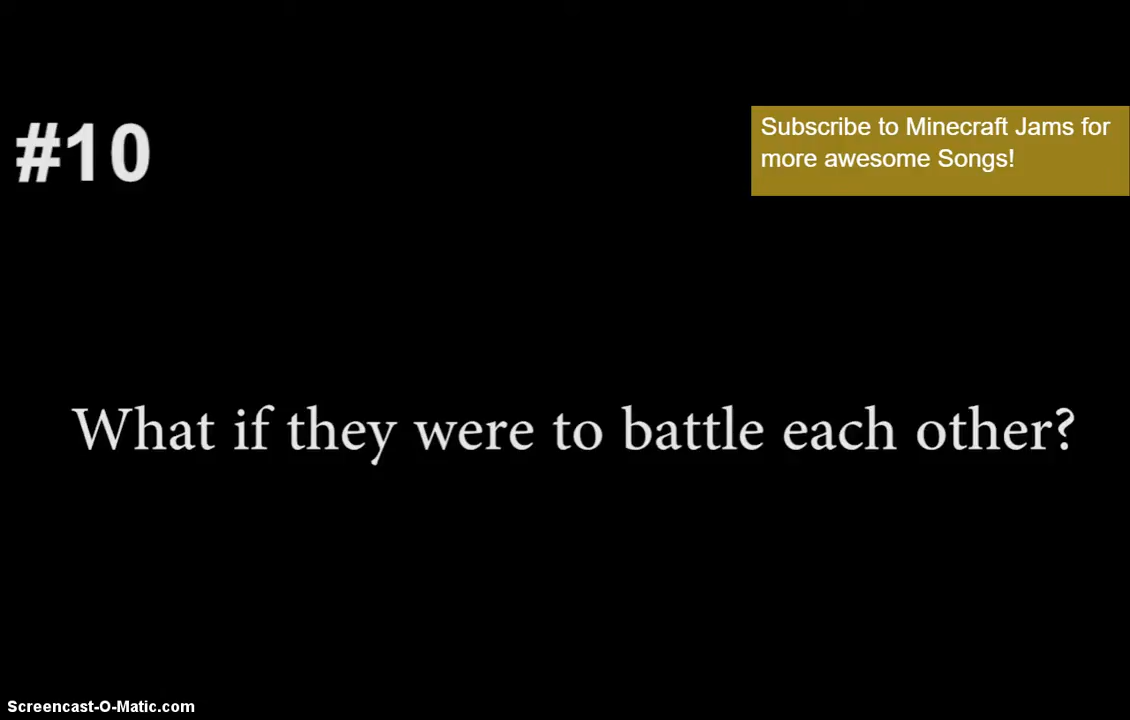 #10
Subscribe to Minecraft Jams for
more awesome Songs!
What if they were to battle each other?
Screencast-O-Matic.com